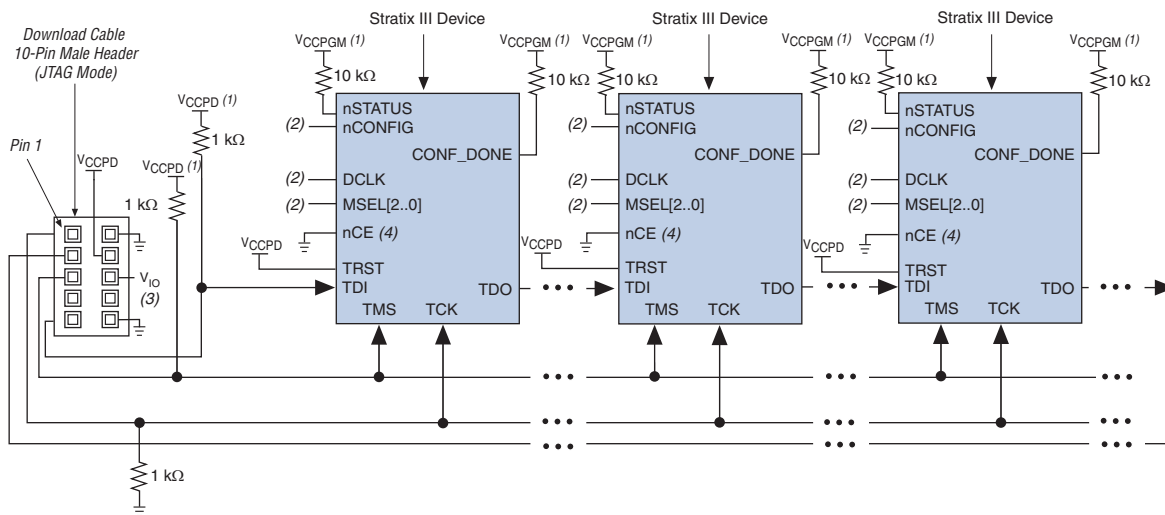 Download Cable
10-Pin Male Header
(JTAG Mode)
Pin 1
VCCPD
VIO
(3)
VCCPD (1)
1 kΩ
VCCPD (1)
1 kΩ
1 kΩ
Stratix III Device
VCCPGM (1)
10 kΩ
VCCPGM (1)
10 kΩ
nSTATUS
(2)
nCONFIG
CONF_DONE
(2)
DCLK
(2)
MSEL[2..0]
nCE (4)
VCCPD
TRST
TDI
TDO
TMS
TCK
Stratix III Device
VCCPGM (1)
10 kΩ
VCCPGM (1)
10 kΩ
nSTATUS
(2)
nCONFIG
CONF_DONE
(2)
DCLK
(2)
MSEL[2..0]
nCE (4)
VCCPD
TRST
TDI
TDO
TMS
TCK
Stratix III Device
VCCPGM (1)
10 kΩ
VCCPGM (1)
10 kΩ
nSTATUS
(2)
nCONFIG
CONF_DONE
(2)
DCLK
(2)
MSEL[2..0]
nCE (4)
VCCPD
TRST
TDI
TDO
TMS
TCK